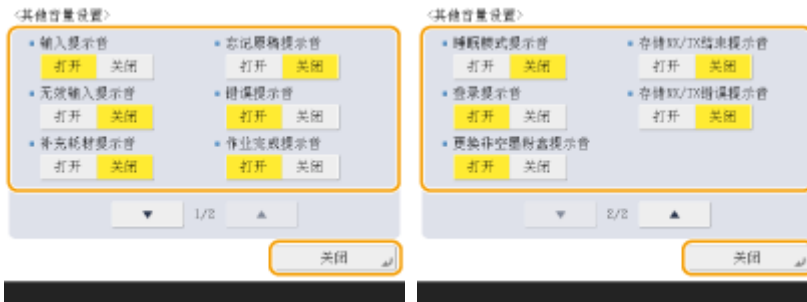 <其他音量设置>
输入提示音
打开 关闭
忘记原稿提示音
打开 关闭
无效输入提示音
打开 关闭
错误提示音
打开 关闭
补充耗材提示音
打开 关闭
作业完成提示音
打开 关闭
▼ 1/2 ▲
关闭
<其他音量设置>
睡眠模式提示音
打开 关闭
存储RX/TX结束提示音
打开 关闭
登录提示音
打开 关闭
存储RX/TX错误提示音
打开 关闭
更换非空墨粉盒提示音
打开 关闭
▼ 2/2 ▲
关闭